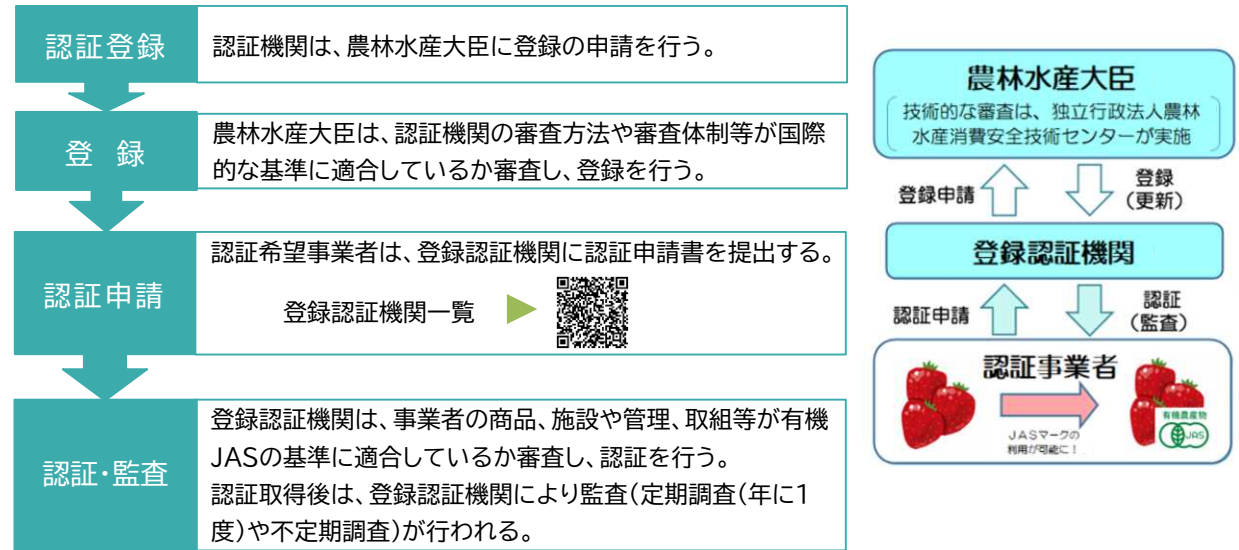 認証登録
認証機関は、農林水産大臣に登録の申請を行う。
登 録
農林水産大臣は、認証機関の審査方法や審査体制等が国際
的な基準に適合しているか審査し、登録を行う。
認証申請
認証希望事業者は、登録認証機関に認証申請書を提出する。
登録認証機関一覧
認証・監査
登録認証機関は、事業者の商品、施設や管理、取組等が有機
JASの基準に適合しているか審査し、認証を行う。
認証取得後は、登録認証機関により監査(定期調査(年に1
度)や不定期調査)が行われる。
農林水産大臣
技術的な審査は、独立行政法人農林
水産消費安全技術センターが実施
登録申請
登録
(更新)
登録認証機関
認証申請
認証
(監査)
認証事業者
JASマークの
利用が可能に!
有機農産物
JAS